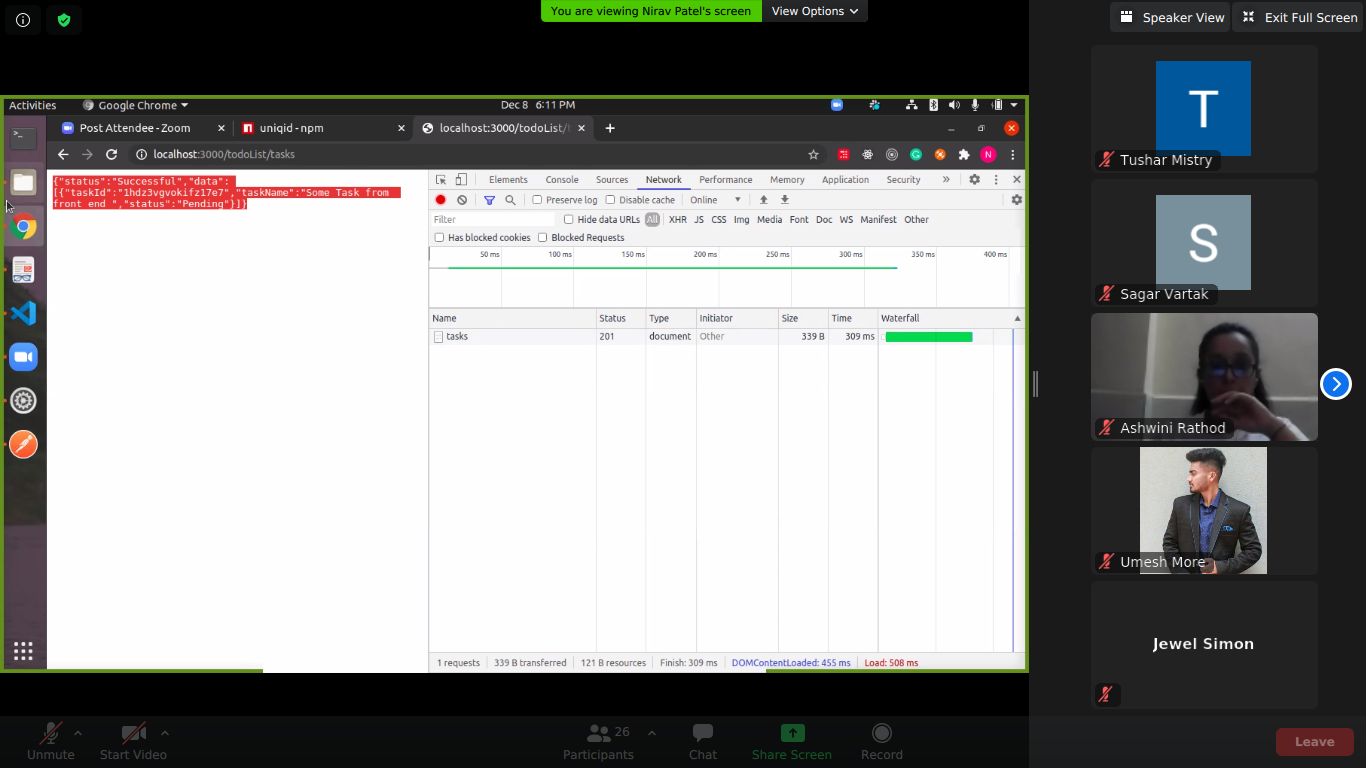 You are viewing Nirav Patel's screen
View Options
Speaker View
Exit Full Screen
Activities
Google Chrome
Dec 8 6:11 PM
Post Attendee - Zoom
uniqid - npm
localhost:3000/todoList/
localhost:3000/todoList/tasks
N
{"status":"Successful","data":
[{"taskId":"1hdz3vgvokifz17e7","taskName":"Some Task from
front end ","status":"Pending"}]}
Elements Console Sources Network Performance Memory Application Security
Preserve log Disable cache Online
Filter Hide data URLs All XHR JS CSS Img Media Font Doc WS Manifest Other
Has blocked cookies Blocked Requests
50 ms 100 ms 150 ms 200 ms 250 ms 300 ms 350 ms 400 ms
Name Status Type Initiator Size Time Waterfall
tasks 201 document Other 339 B 309 ms
1 requests 339 B transferred 121 B resources Finish: 309 ms DOMContentLoaded: 455 ms Load: 508 ms
T
Tushar Mistry
S
Sagar Vartak
Ashwini Rathod
Umesh More
Jewel Simon
Unmute
Start Video
26
Participants
Chat
Share Screen
Record
Leave